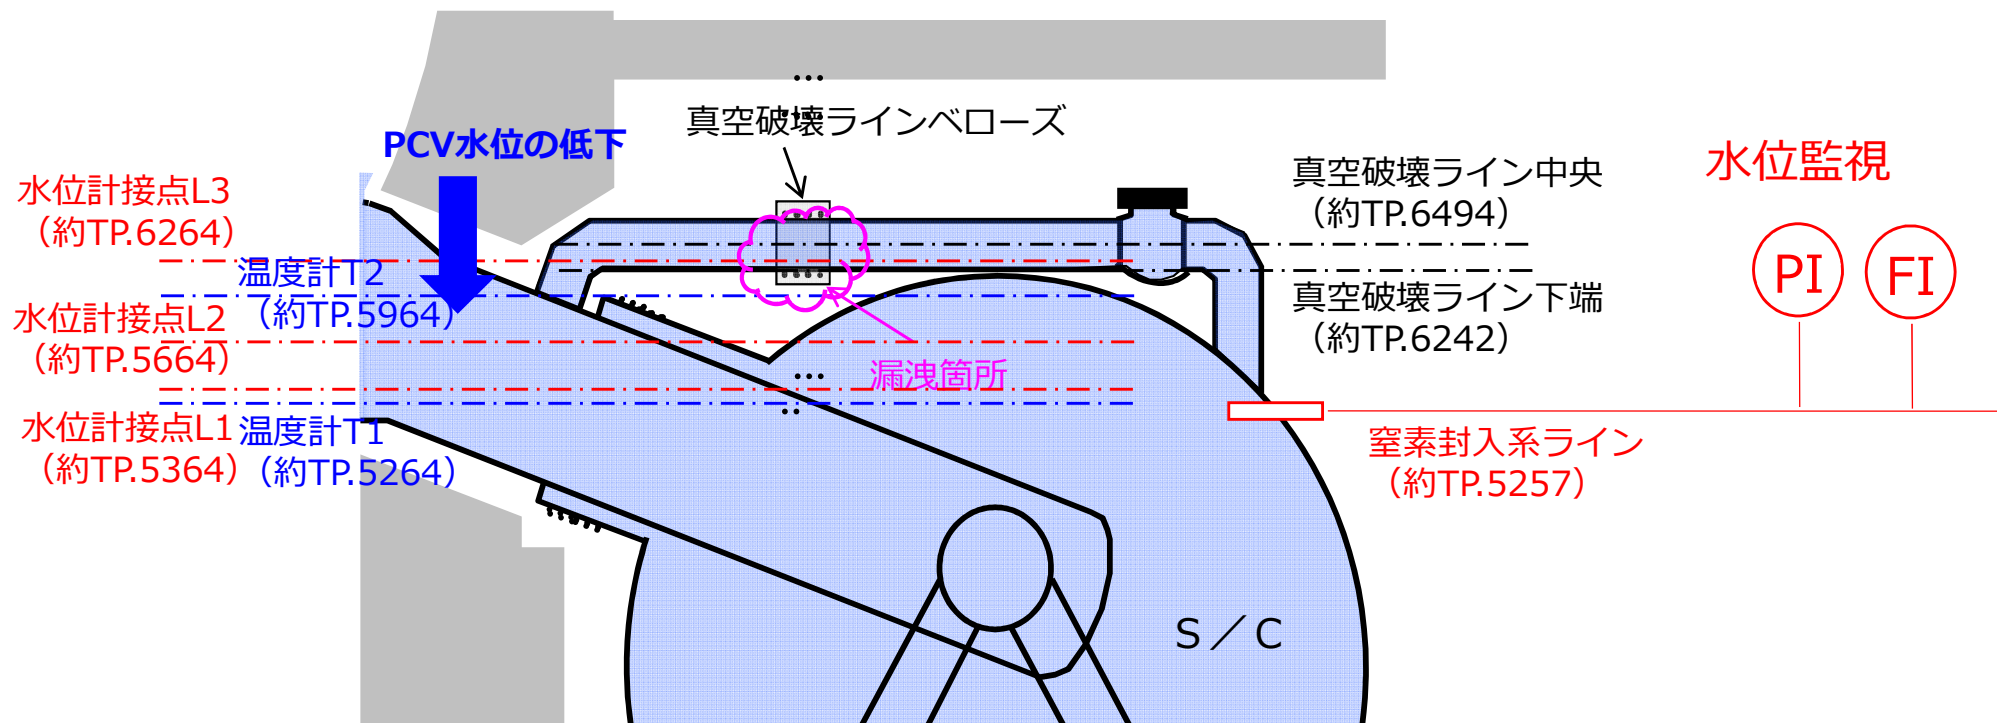 真空破壊ラインベローズ
PCV水位の低下
水位計接点L3
（約TP.6264）
温度計T2
（約TP.5964）
水位計接点L2
（約TP.5664）
水位計接点L1
（約TP.5364）
温度計T1
（約TP.5264）
漏洩箇所
真空破壊ライン中央
（約TP.6494）
真空破壊ライン下端
（約TP.6242）
水位監視
PI
FI
窒素封入系ライン
（約TP.5257）
S／C